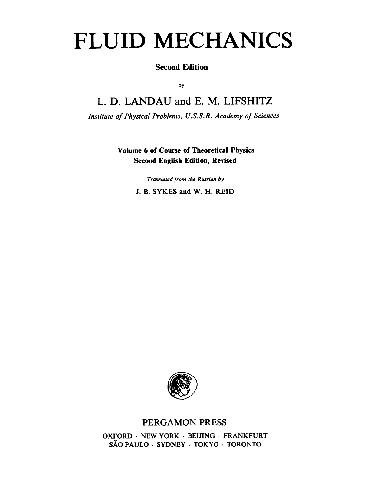 FLUID MECHANICS
Second Edition
by
L. D. LANDAU and E. M. LIFSHITZ
Institute of Physical Problems, U.S.S.R. Academy of Sciences
Volume 6 of Course of Theoretical Physics
Second English Edition, Revised
Translated from the Russian by
J. B. SYKES and W. H. REID
PERGAMON PRESS
OXFORD · NEW YORK · BEIJING · FRANKFURT
SÃO PAULO · SYDNEY · TOKYO · TORONTO